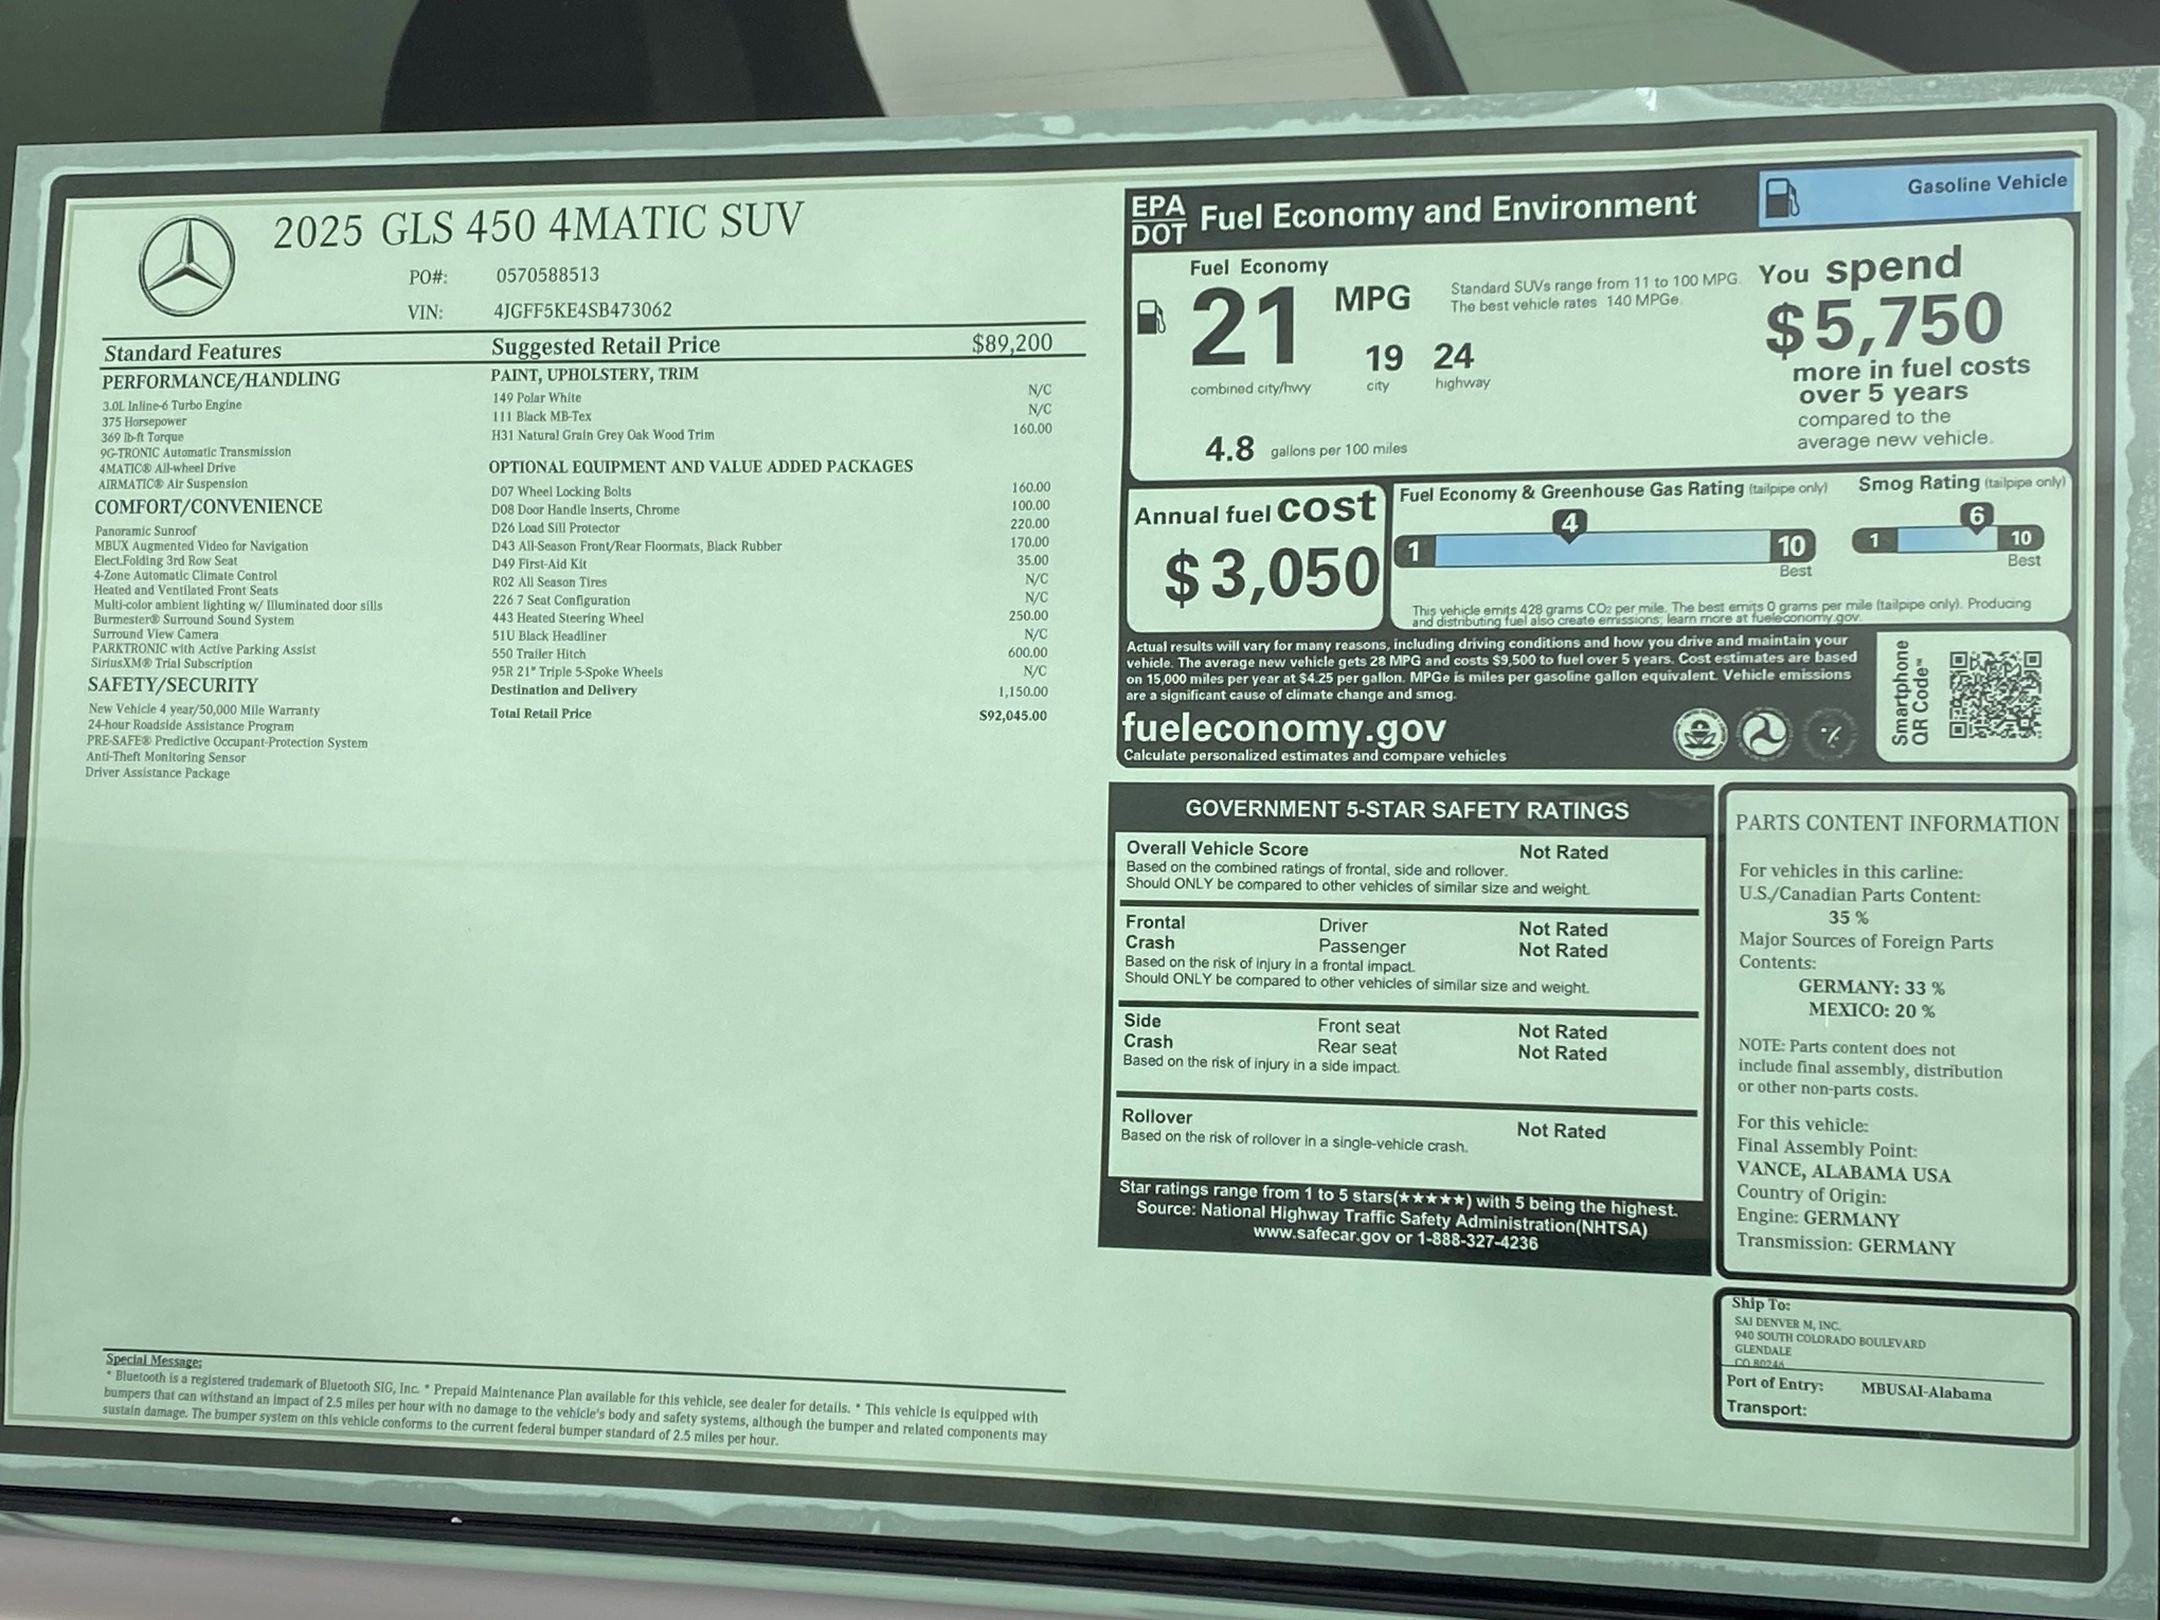 2025 GLS 450 4MATIC SUV
PO#: 0570588513
VIN: 4JGFF5KE4SB473062
Standard Features
PERFORMANCE/HANDLING
3.0L Inline-6 Turbo Engine
375 Horsepower
369 lb-ft Torque
9G-TRONIC Automatic Transmission
4MATIC® All-wheel Drive
AIRMATIC® Air Suspension
COMFORT/CONVENIENCE
Panoramic Sunroof
MBUX Augmented Video for Navigation
Elect.Folding 3rd Row Seat
4-Zone Automatic Climate Control
Heated and Ventilated Front Seats
Multi-color ambient lighting w/ Illuminated door sills
Burmester® Surround Sound System
Surround View Camera
PARKTRONIC with Active Parking Assist
SiriusXM® Trial Subscription
SAFETY/SECURITY
New Vehicle 4 year/50,000 Mile Warranty
24-hour Roadside Assistance Program
PRE-SAFE® Predictive Occupant-Protection System
Anti-Theft Monitoring Sensor
Driver Assistance Package
Suggested Retail Price $89,200
PAINT, UPHOLSTERY, TRIM
149 Polar White N/C
111 Black MB-Tex N/C
H31 Natural Grain Grey Oak Wood Trim 160.00
OPTIONAL EQUIPMENT AND VALUE ADDED PACKAGES
D07 Wheel Locking Bolts 160.00
D08 Door Handle Inserts, Chrome 100.00
D26 Load Sill Protector 220.00
D43 All-Season Front/Rear Floormats, Black Rubber 170.00
D49 First-Aid Kit 35.00
R02 All Season Tires N/C
226 7 Seat Configuration N/C
443 Heated Steering Wheel 250.00
51U Black Headliner N/C
550 Trailer Hitch 600.00
95R 21" Triple 5-Spoke Wheels N/C
Destination and Delivery 1,150.00
Total Retail Price $92,045.00
Special Message:
* Bluetooth is a registered trademark of Bluetooth SIG, Inc. * Prepaid Maintenance Plan available for this vehicle, see dealer for details. * This vehicle is equipped with
bumpers that can withstand an impact of 2.5 miles per hour with no damage to the vehicle's body and safety systems, although the bumper and related components may
sustain damage. The bumper system on this vehicle conforms to the current federal bumper standard of 2.5 miles per hour.
EPA
DOT
Fuel Economy and Environment
Gasoline Vehicle
Fuel Economy
21 MPG
combined city/hwy
19 city
24 highway
4.8 gallons per 100 miles
Standard SUVs range from 11 to 100 MPG.
The best vehicle rates 140 MPGe.
You spend
$5,750
more in fuel costs
over 5 years
compared to the
average new vehicle.
Annual fuel cost
$3,050
Fuel Economy & Greenhouse Gas Rating (tailpipe only)
1 4 10
Best
Smog Rating (tailpipe only)
1 6 10
Best
This vehicle emits 428 grams CO2 per mile. The best emits 0 grams per mile (tailpipe only). Producing
and distributing fuel also create emissions; learn more at fueleconomy.gov.
Actual results will vary for many reasons, including driving conditions and how you drive and maintain your
vehicle. The average new vehicle gets 28 MPG and costs $9,500 to fuel over 5 years. Cost estimates are based
on 15,000 miles per year at $4.25 per gallon. MPGe is miles per gasoline gallon equivalent. Vehicle emissions
are a significant cause of climate change and smog.
fueleconomy.gov
Calculate personalized estimates and compare vehicles
Smartphone
QR Code™
GOVERNMENT 5-STAR SAFETY RATINGS
Overall Vehicle Score Not Rated
Based on the combined ratings of frontal, side and rollover.
Should ONLY be compared to other vehicles of similar size and weight.
Frontal Driver Not Rated
Crash Passenger Not Rated
Based on the risk of injury in a frontal impact.
Should ONLY be compared to other vehicles of similar size and weight.
Side Front seat Not Rated
Crash Rear seat Not Rated
Based on the risk of injury in a side impact.
Rollover Not Rated
Based on the risk of rollover in a single-vehicle crash.
Star ratings range from 1 to 5 stars(★★★★★) with 5 being the highest.
Source: National Highway Traffic Safety Administration(NHTSA)
www.safecar.gov or 1-888-327-4236
PARTS CONTENT INFORMATION
For vehicles in this carline:
U.S./Canadian Parts Content:
35 %
Major Sources of Foreign Parts
Contents:
GERMANY: 33 %
MEXICO: 20 %
NOTE: Parts content does not
include final assembly, distribution
or other non-parts costs.
For this vehicle:
Final Assembly Point:
VANCE, ALABAMA USA
Country of Origin:
Engine: GERMANY
Transmission: GERMANY
Ship To:
SAI DENVER M, INC.
940 SOUTH COLORADO BOULEVARD
GLENDALE
CO 80246
Port of Entry: MBUSAI-Alabama
Transport: